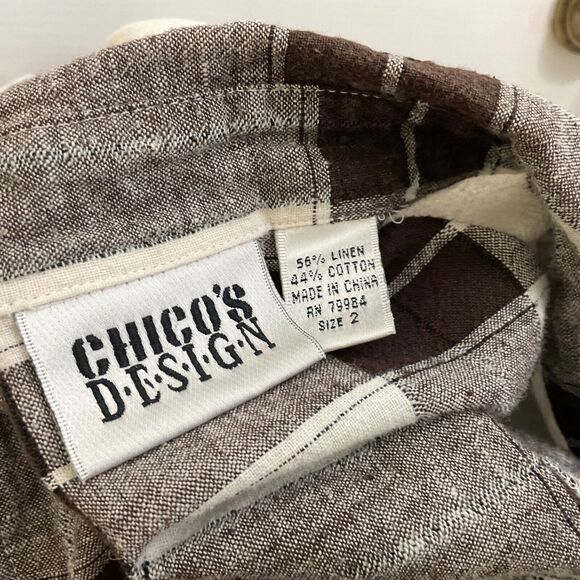 CHICO'S
D·E·S·I·G·N
56% LINEN
44% COTTON
MADE IN CHINA
RN 79984
SIZE 2